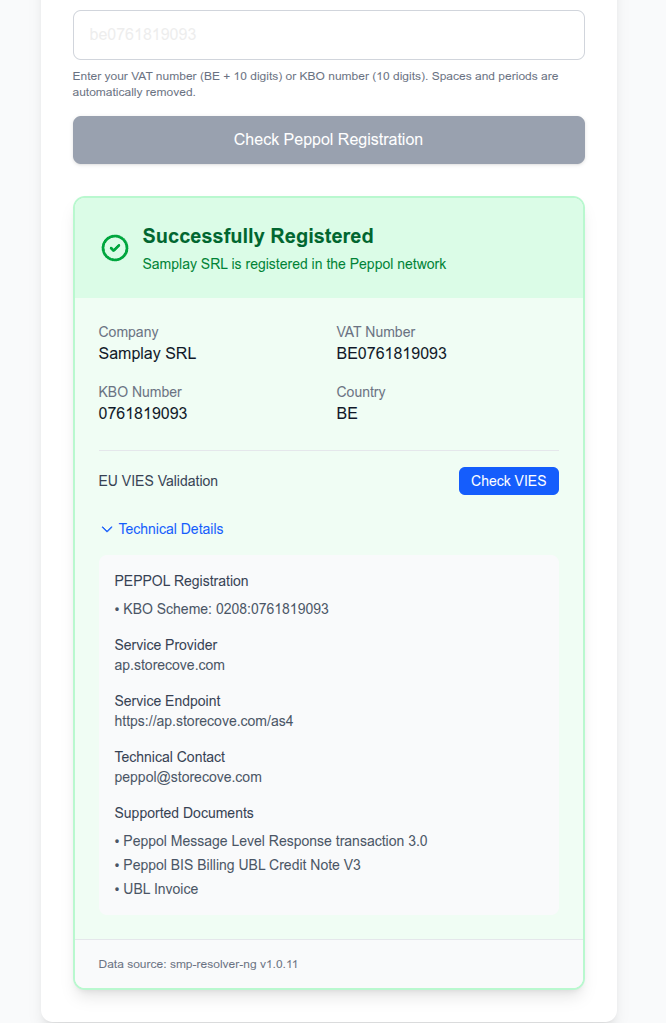 be0761819093
Enter your VAT number (BE + 10 digits) or KBO number (10 digits). Spaces and periods are
automatically removed.
Check Peppol Registration
Successfully Registered
Samplay SRL is registered in the Peppol network
Company
Samplay SRL
VAT Number
BE0761819093
KBO Number
0761819093
Country
BE
EU VIES Validation
Check VIES
Technical Details
PEPPOL Registration
• KBO Scheme: 0208:0761819093
Service Provider
ap.storecove.com
Service Endpoint
https://ap.storecove.com/as4
Technical Contact
peppol@storecove.com
Supported Documents
• Peppol Message Level Response transaction 3.0
• Peppol BIS Billing UBL Credit Note V3
• UBL Invoice
Data source: smp-resolver-ng v1.0.11